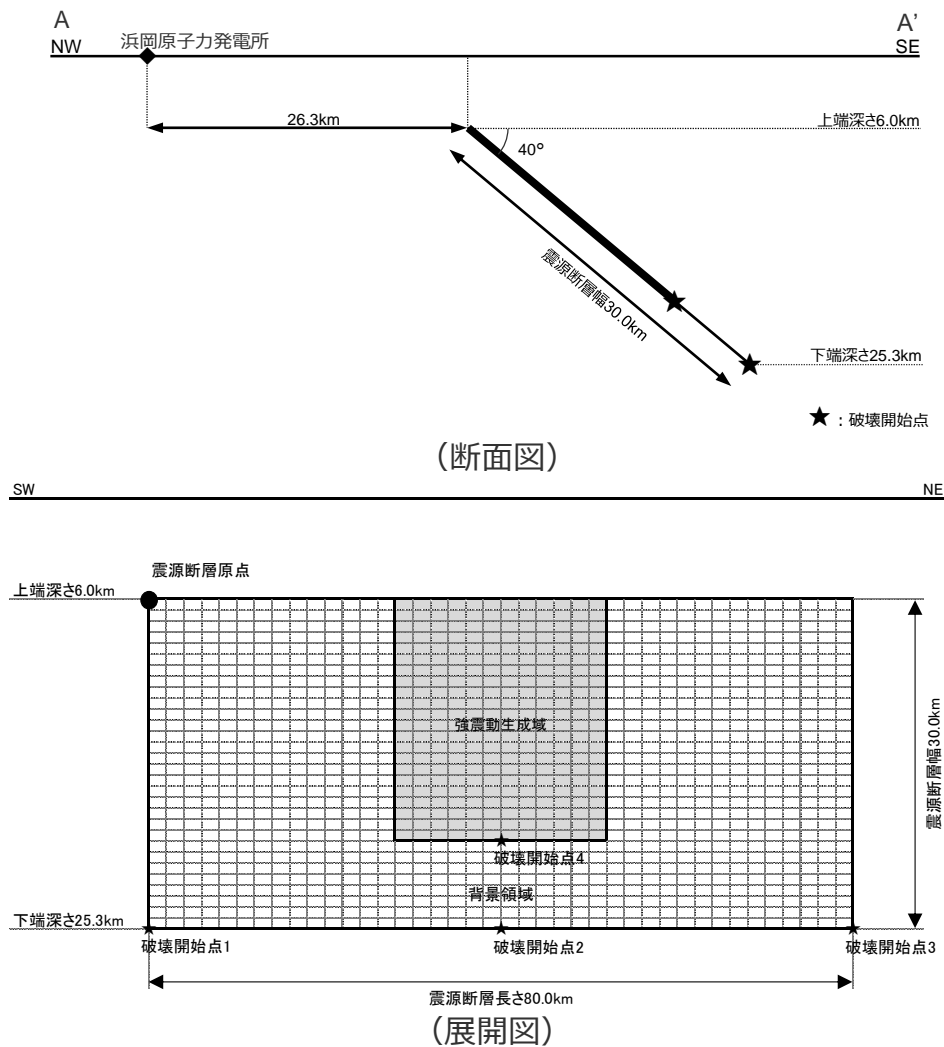 A
A’
NW
浜岡原子力発電所
SE
26.3km
上端深さ6.0km
40°
震源断層幅30.0km
下端深さ25.3km
★：破壊開始点
（断面図）
SW
NE
震源断層原点
上端深さ6.0km
強震動生成域
震源断層幅30.0km
破壊開始点4
背景領域
下端深さ25.3km
破壊開始点1
破壊開始点2
破壊開始点3
震源断層長さ80.0km
（展開図）